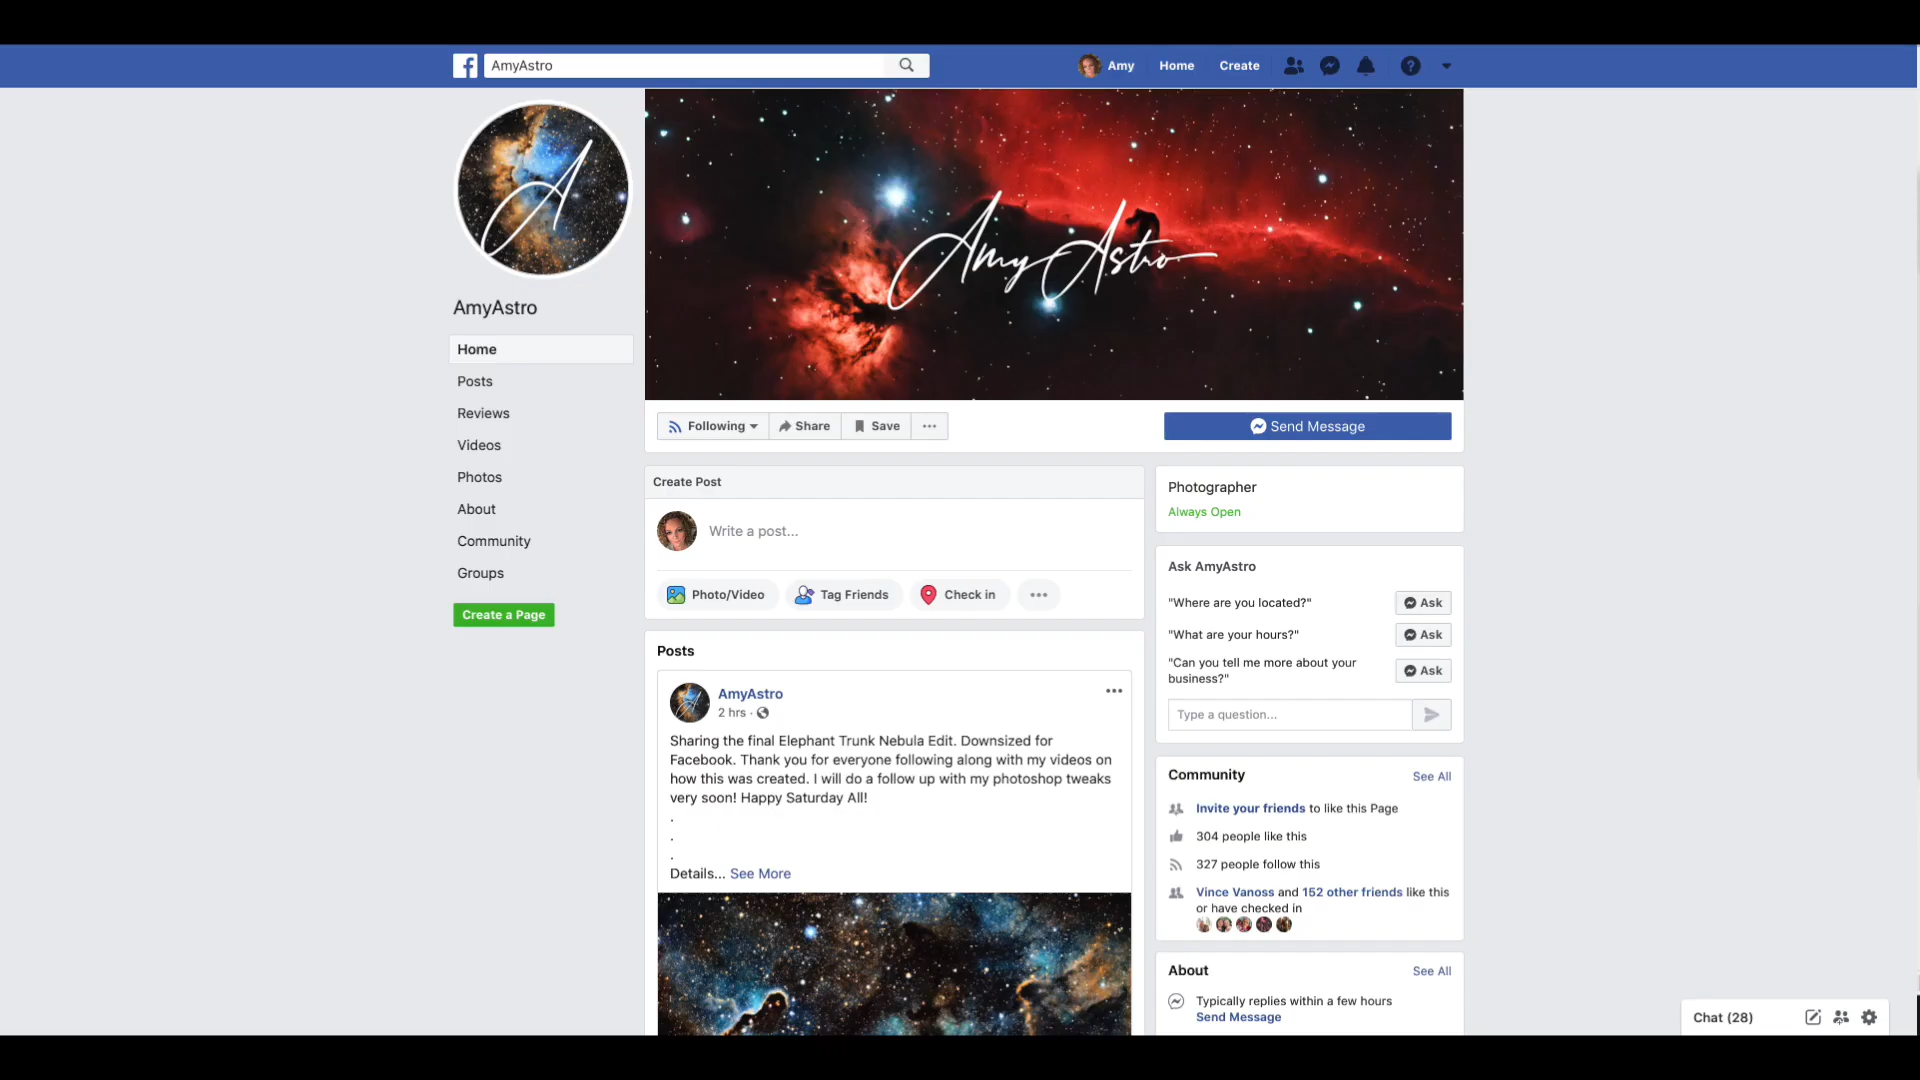 AmyAstro
Amy
Home
Create
A
AmyAstro
AmyAstro
Home
Posts
Reviews
Videos
Photos
About
Community
Groups
Create a Page
Following
Share
Save
Send Message
Create Post
Write a post...
Photo/Video
Tag Friends
Check in
Posts
AmyAstro
2 hrs ·
Sharing the final Elephant Trunk Nebula Edit. Downsized for
Facebook. Thank you for everyone following along with my videos on
how this was created. I will do a follow up with my photoshop tweaks
very soon! Happy Saturday All!
.
.
.
Details... See More
Photographer
Always Open
Ask AmyAstro
"Where are you located?"
Ask
"What are your hours?"
Ask
"Can you tell me more about your
business?"
Ask
Type a question...
Community
See All
Invite your friends to like this Page
304 people like this
327 people follow this
Vince Vanoss and 152 other friends like this
or have checked in
About
See All
Typically replies within a few hours
Send Message
Chat (28)